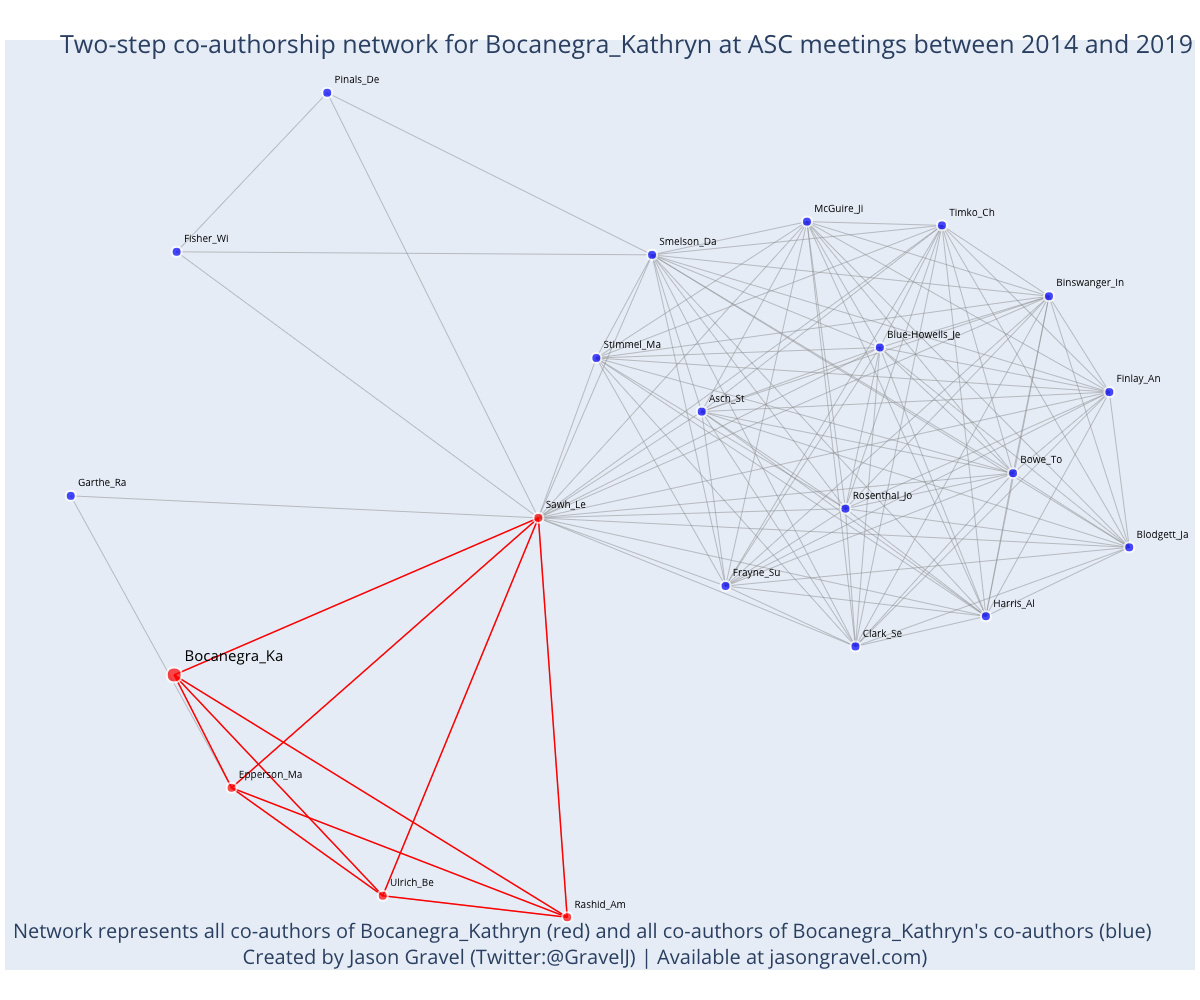 Two-step co-authorship network for Bocanegra_Kathryn at ASC meetings between 2014 and 2019
Pinals_De
McGuire_Ji
Timko_Ch
Fisher_Wi
Smelson_Da
Binswanger_In
Blue-Howells_Je
Stimmel_Ma
Finlay_An
Asch_St
Bowe_To
Garthe_Ra
Rosenthal_Jo
Sawh_Le
Blodgett_Ja
Frayne_Su
Harris_Al
Clark_Se
Bocanegra_Ka
Epperson_Ma
Ulrich_Be
Rashid_Am
Network represents all co-authors of Bocanegra_Kathryn (red) and all co-authors of Bocanegra_Kathryn's co-authors (blue)
Created by Jason Gravel (Twitter:@GravelJ) | Available at jasongravel.com)